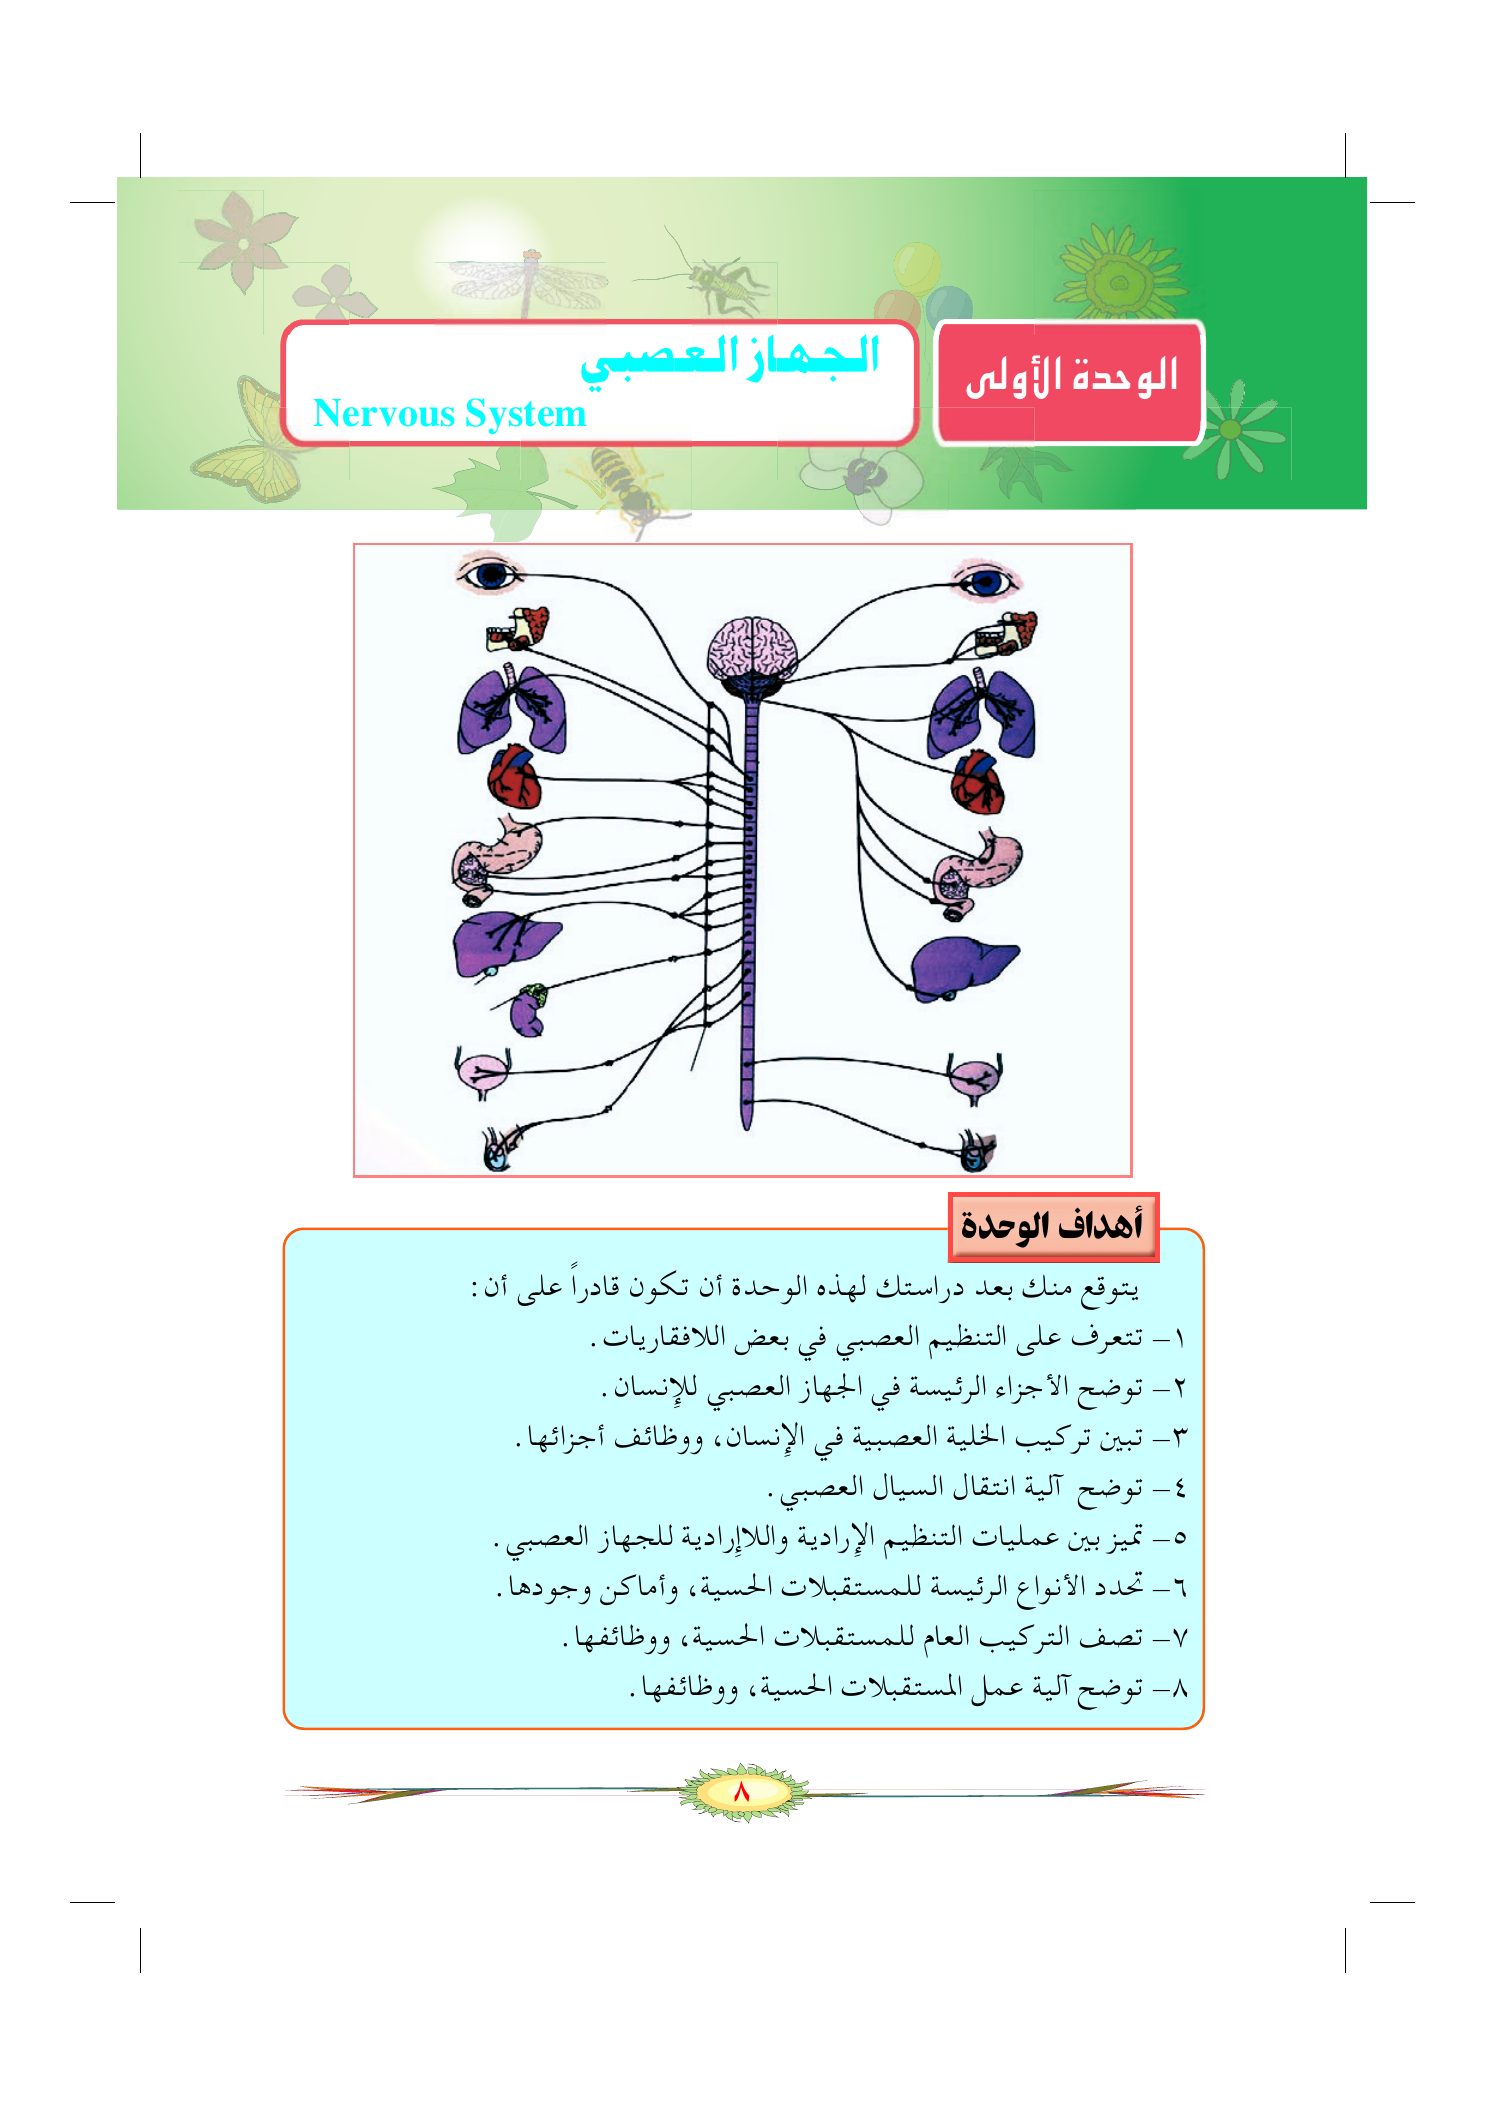 الوحدة الأولى
الجهاز العصبي
Nervous System
أهداف الوحدة
يتوقع منك بعد دراستك لهذه الوحدة أن تكون قادراً على أن :
١– تتعرف على التنظيم العصبي في بعض اللافقاريات .
٢– توضح الأجزاء الرئيسة في الجهاز العصبي للإنسان .
٣– تبين تركيب الخلية العصبية في الإنسان، ووظائف أجزائها .
٤– توضح آلية انتقال السيال العصبي .
٥– تميز بين عمليات التنظيم الإرادية واللاإرادية للجهاز العصبي .
٦– تحدد الأنواع الرئيسة للمستقبلات الحسية، وأماكن وجودها .
٧– تصف التركيب العام للمستقبلات الحسية، ووظائفها .
٨– توضح آلية عمل المستقبلات الحسية، ووظائفها .
٨